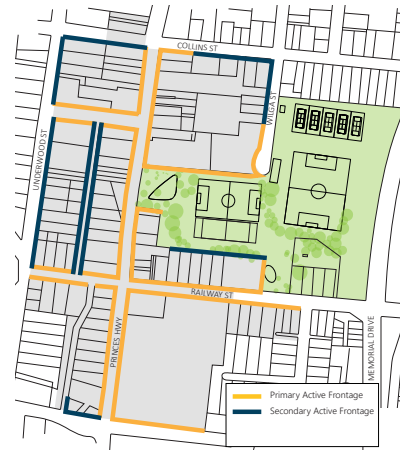 COLLINS ST
WILGA ST
UNDERWOOD ST
RAILWAY ST
PRINCES HWY
MEMORIAL DRIVE
Primary Active Frontage
Secondary Active Frontage